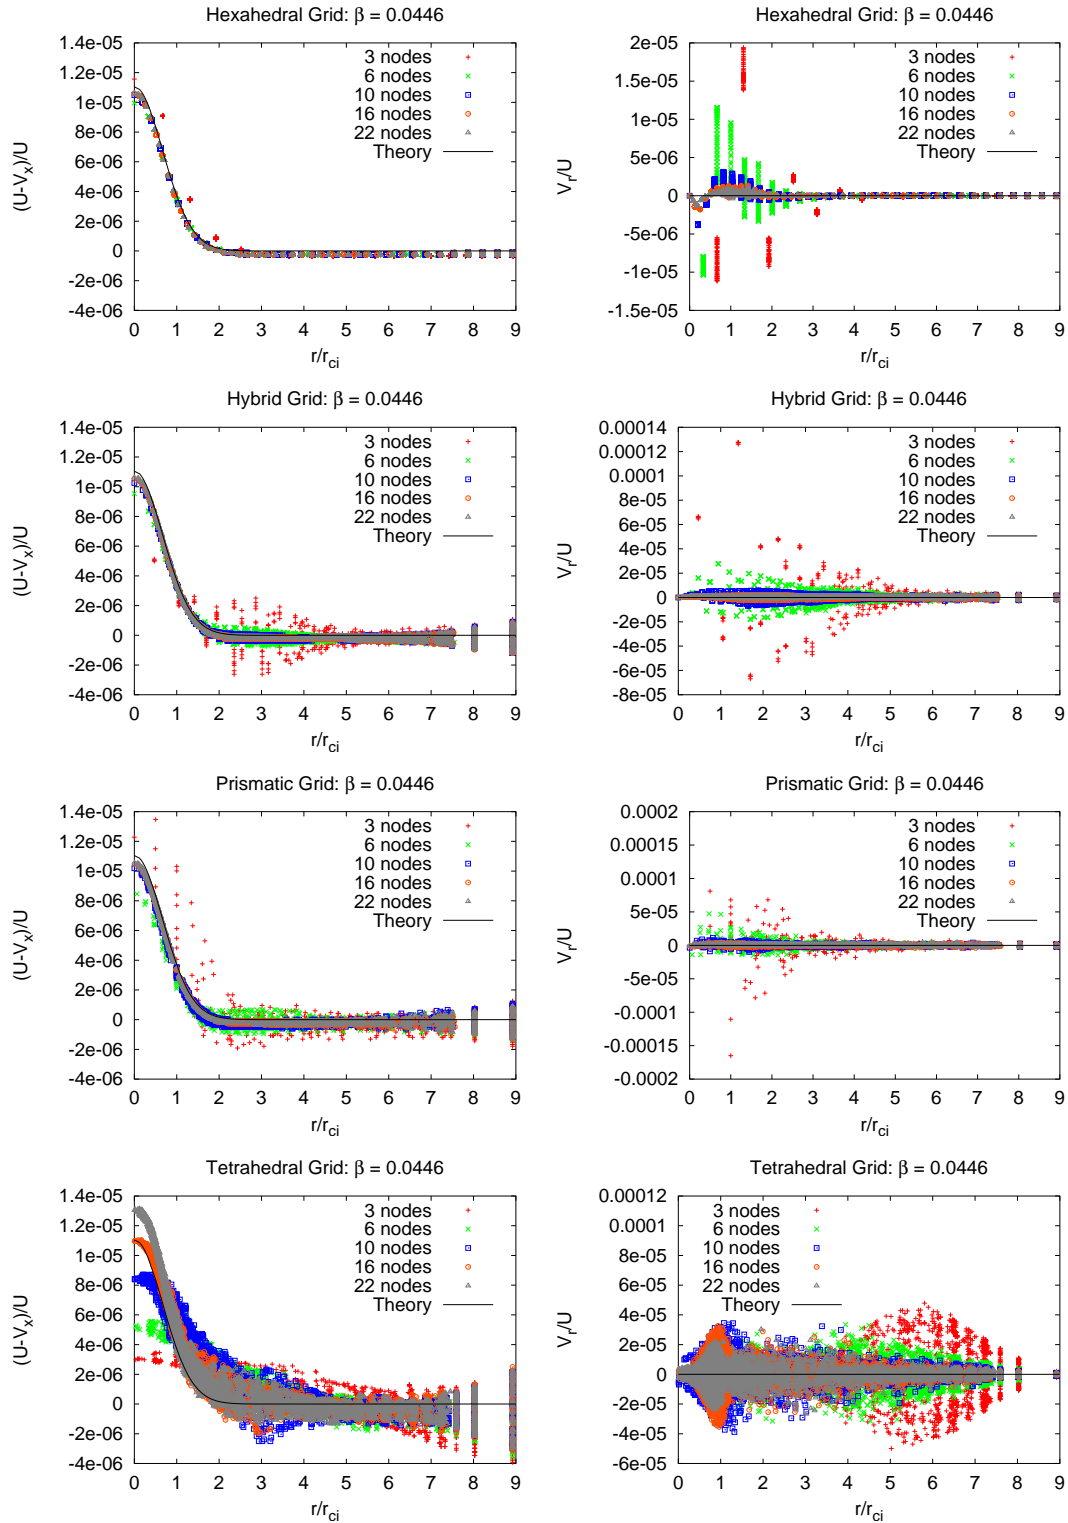 Hexahedral Grid: β = 0.0446
(U-Vx)/U
1.4e-05
1.2e-05
1e-05
8e-06
6e-06
4e-06
2e-06
0
-2e-06
-4e-06
3 nodes
6 nodes
10 nodes
16 nodes
22 nodes
Theory
0 1 2 3 4 5 6 7 8 9
r/rci
Hexahedral Grid: β = 0.0446
Vr/U
2e-05
1.5e-05
1e-05
5e-06
0
-5e-06
-1e-05
-1.5e-05
3 nodes
6 nodes
10 nodes
16 nodes
22 nodes
Theory
0 1 2 3 4 5 6 7 8 9
r/rci
Hybrid Grid: β = 0.0446
(U-Vx)/U
1.4e-05
1.2e-05
1e-05
8e-06
6e-06
4e-06
2e-06
0
-2e-06
-4e-06
3 nodes
6 nodes
10 nodes
16 nodes
22 nodes
Theory
0 1 2 3 4 5 6 7 8 9
r/rci
Hybrid Grid: β = 0.0446
Vr/U
0.00014
0.00012
0.0001
8e-05
6e-05
4e-05
2e-05
0
-2e-05
-4e-05
-6e-05
-8e-05
3 nodes
6 nodes
10 nodes
16 nodes
22 nodes
Theory
0 1 2 3 4 5 6 7 8 9
r/rci
Prismatic Grid: β = 0.0446
(U-Vx)/U
1.4e-05
1.2e-05
1e-05
8e-06
6e-06
4e-06
2e-06
0
-2e-06
-4e-06
3 nodes
6 nodes
10 nodes
16 nodes
22 nodes
Theory
0 1 2 3 4 5 6 7 8 9
r/rci
Prismatic Grid: β = 0.0446
Vr/U
0.0002
0.00015
0.0001
5e-05
0
-5e-05
-0.0001
-0.00015
-0.0002
3 nodes
6 nodes
10 nodes
16 nodes
22 nodes
Theory
0 1 2 3 4 5 6 7 8 9
r/rci
Tetrahedral Grid: β = 0.0446
(U-Vx)/U
1.4e-05
1.2e-05
1e-05
8e-06
6e-06
4e-06
2e-06
0
-2e-06
-4e-06
3 nodes
6 nodes
10 nodes
16 nodes
22 nodes
Theory
0 1 2 3 4 5 6 7 8 9
r/rci
Tetrahedral Grid: β = 0.0446
Vr/U
0.00012
0.0001
8e-05
6e-05
4e-05
2e-05
0
-2e-05
-4e-05
-6e-05
3 nodes
6 nodes
10 nodes
16 nodes
22 nodes
Theory
0 1 2 3 4 5 6 7 8 9
r/rci